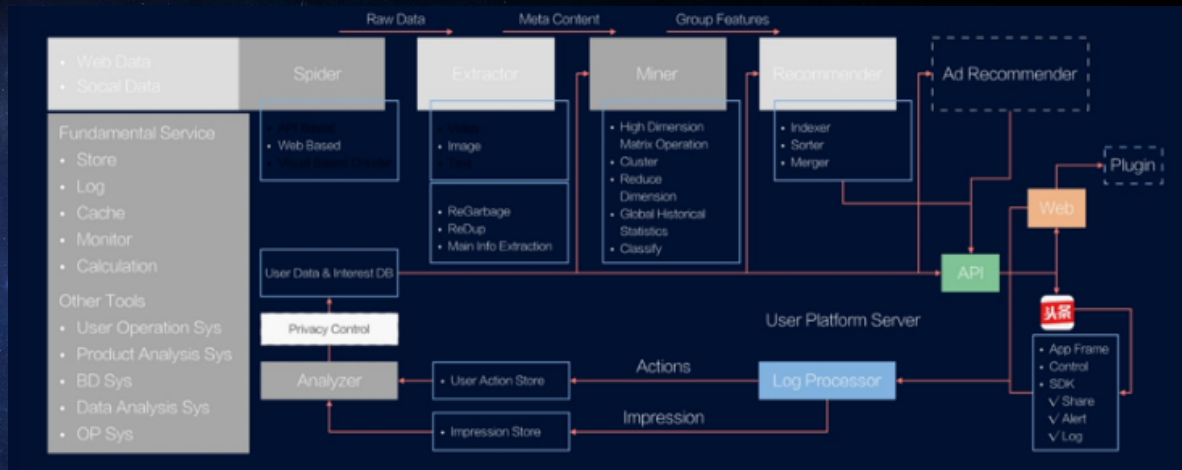 Raw Data
Meta Content
Group Features
• Web Data
• Social Data
Spider
Extractor
Miner
Recommender
Ad Recommender
• API Based
• Web Based
• Video
• Image
• Text
• ReGarbage
• ReDup
• Main Info Extraction
• High Dimension
Matrix Operation
• Cluster
• Reduce
Dimension
• Global Historical
Statistics
• Classify
• Indexer
• Sorter
• Merger
Plugin
Web
API
Fundamental Service
• Store
• Log
• Cache
• Monitor
• Calculation
Other Tools
• User Operation Sys
• Product Analysis Sys
• BD Sys
• Data Analysis Sys
• OP Sys
User Data & Interest DB
Privacy Control
Analyzer
• User Action Store
• Impression Store
Actions
Impression
Log Processor
User Platform Server
头条
• App Frame
• Control
• SDK
√ Share
√ Alert
√ Log